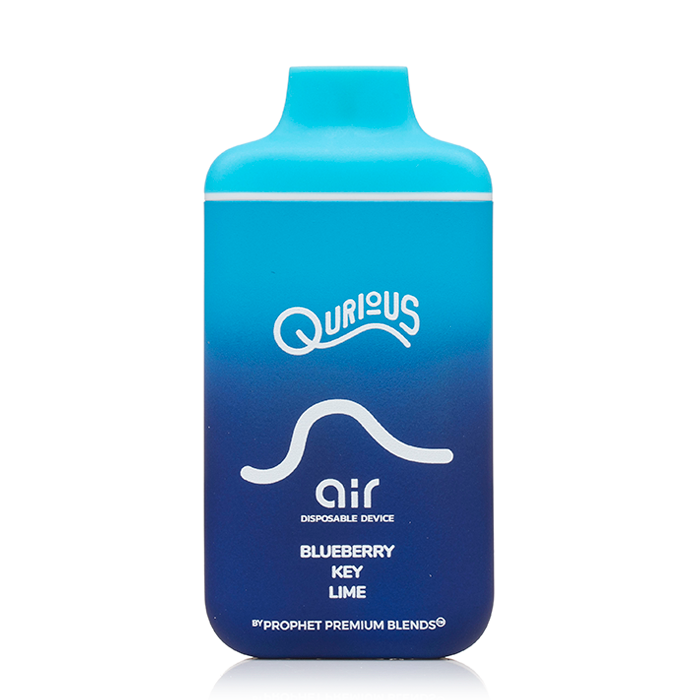 QURIOUS
air
DISPOSABLE DEVICE
BLUEBERRY
KEY
LIME
BY PROPHET PREMIUM BLENDS